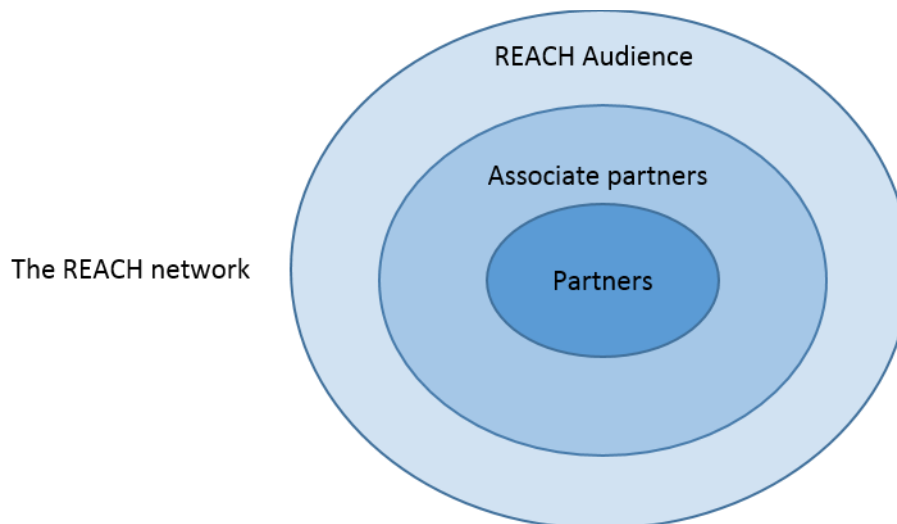 REACH Audience
Associate partners
The REACH network
Partners